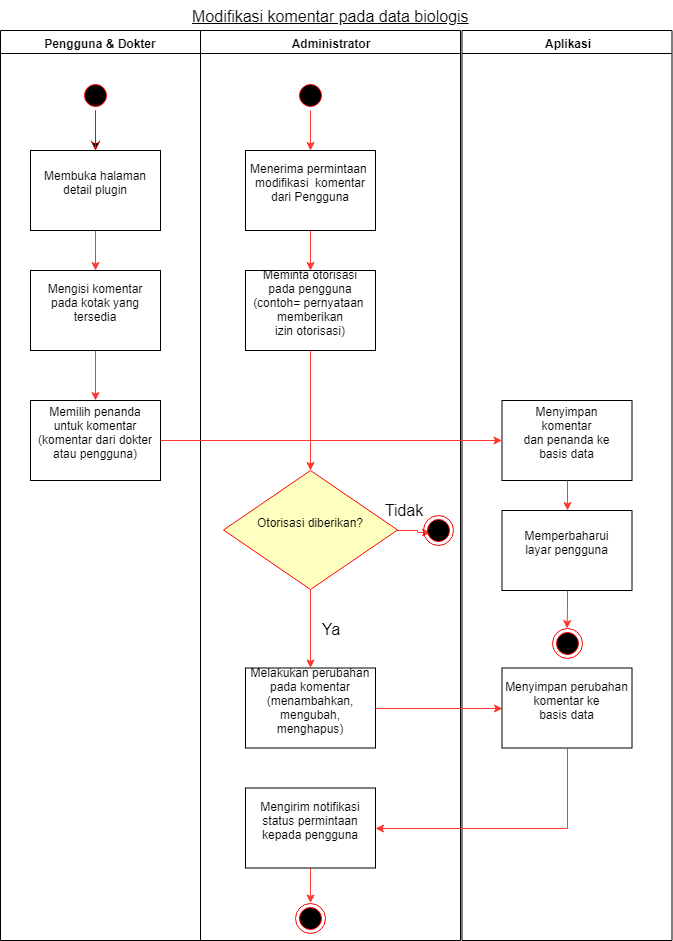 Modifikasi komentar pada data biologis
Pengguna & Dokter
Administrator
Aplikasi
Membuka halaman
detail plugin
Menerima permintaan
modifikasi komentar
dari Pengguna
Mengisi komentar
pada kotak yang
tersedia
Meminta otorisasi
pada pengguna
(contoh= pernyataan
memberikan
izin otorisasi)
Memilih penanda
untuk komentar
(komentar dari dokter
atau pengguna)
Menyimpan
komentar
dan penanda ke
basis data
Otorisasi diberikan?
Tidak
Memperbaharui
layar pengguna
Ya
Melakukan perubahan
pada komentar
(menambahkan,
mengubah,
menghapus)
Menyimpan perubahan
komentar ke
basis data
Mengirim notifikasi
status permintaan
kepada pengguna